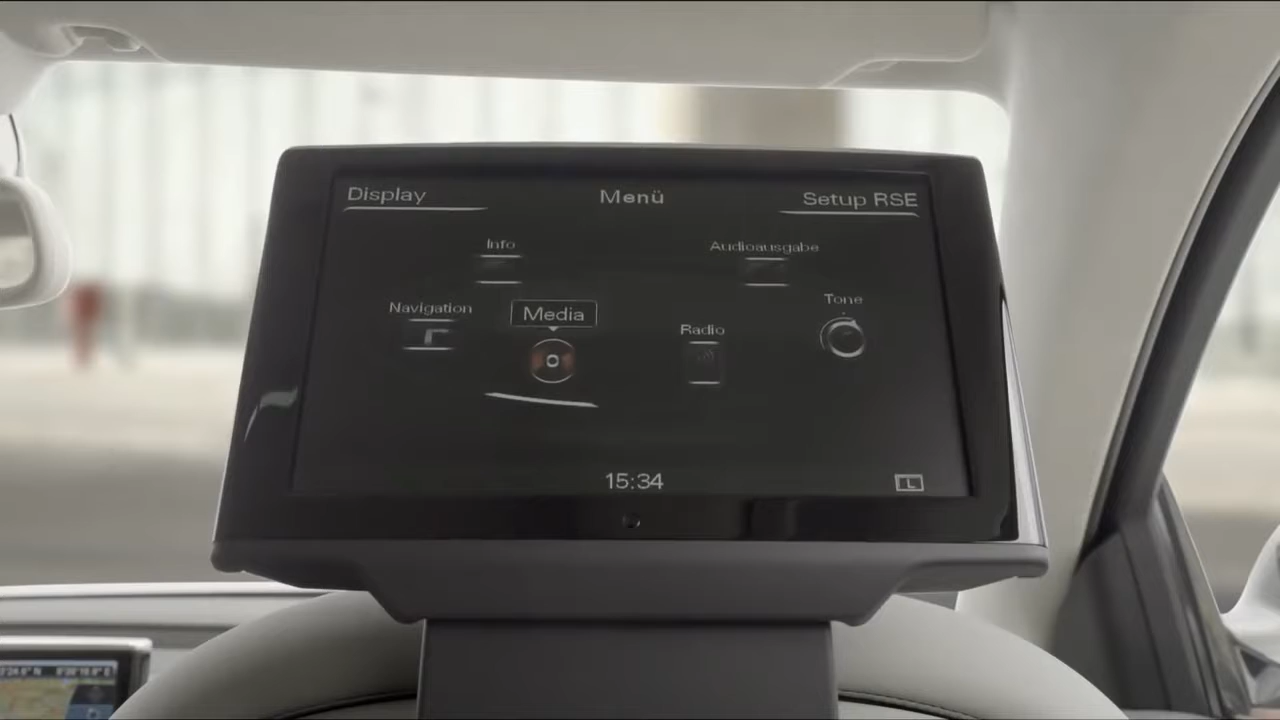 Display Menü Setup RSE
Info Audioausgabe
Navigation Media Radio Tone
15:34 L